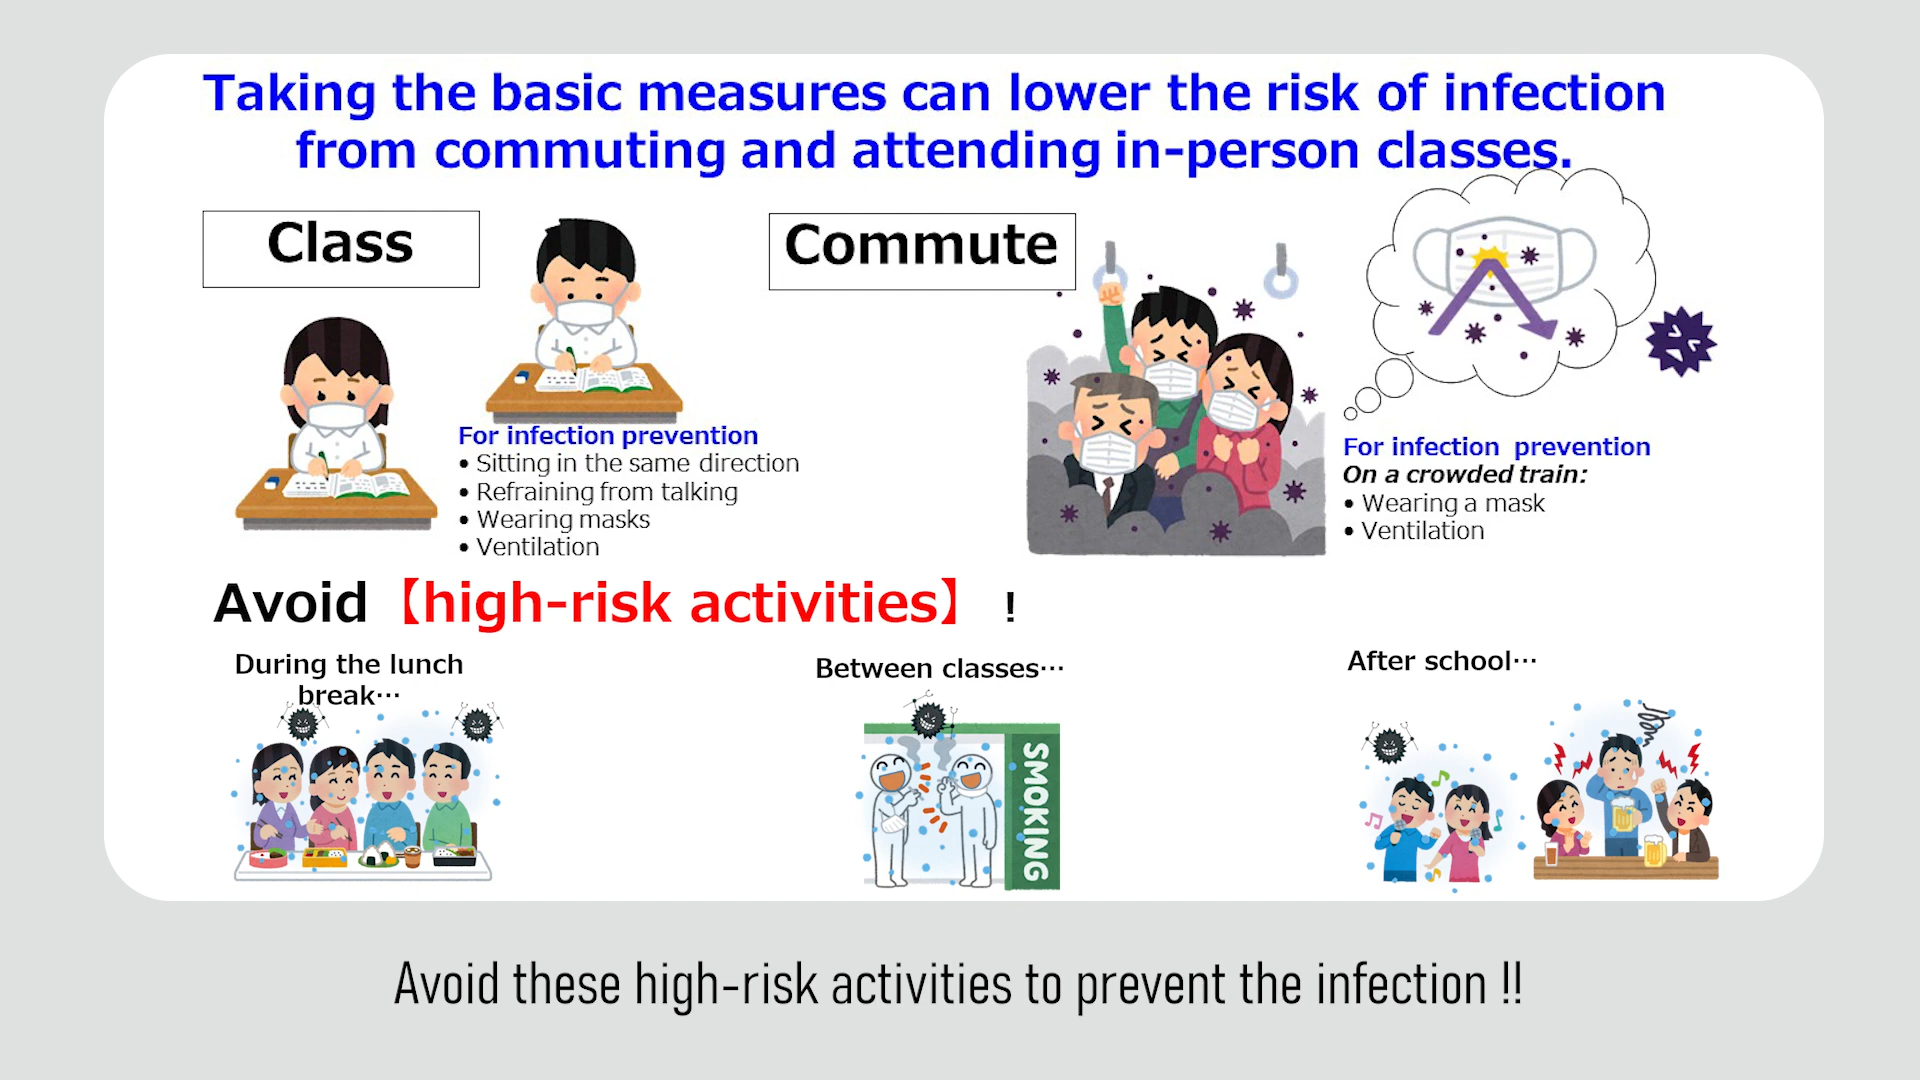 Taking the basic measures can lower the risk of infection
from commuting and attending in-person classes.
Class
For infection prevention
• Sitting in the same direction
• Refraining from talking
• Wearing masks
• Ventilation
Commute
For infection prevention
On a crowded train:
• Wearing a mask
• Ventilation
Avoid【high-risk activities】!
During the lunch
break…
Between classes…
SMOKING
After school…
Avoid these high-risk activities to prevent the infection !!